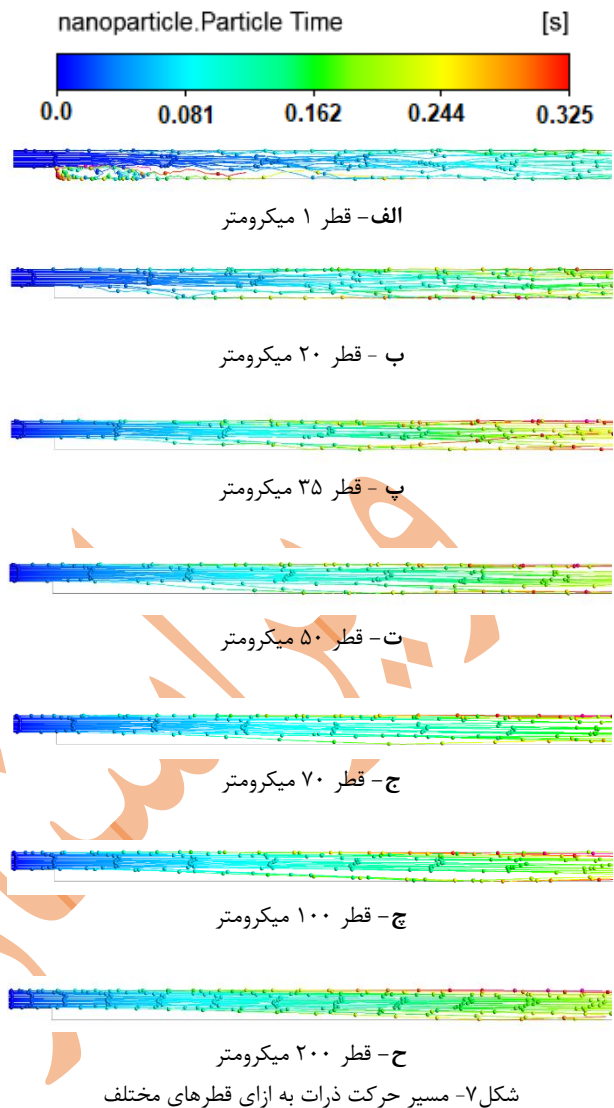 nanoparticle.Particle Time [s]
0.0 0.081 0.162 0.244 0.325
الف- قطر ۱ میکرومتر
ب - قطر ۲۰ میکرومتر
پ - قطر ۳۵ میکرومتر
ت- قطر ۵۰ میکرومتر
ج- قطر ۷۰ میکرومتر
چ- قطر ۱۰۰ میکرومتر
ح- قطر ۲۰۰ میکرومتر
شکل۷- مسیر حرکت ذرات به ازای قطرهای مختلف